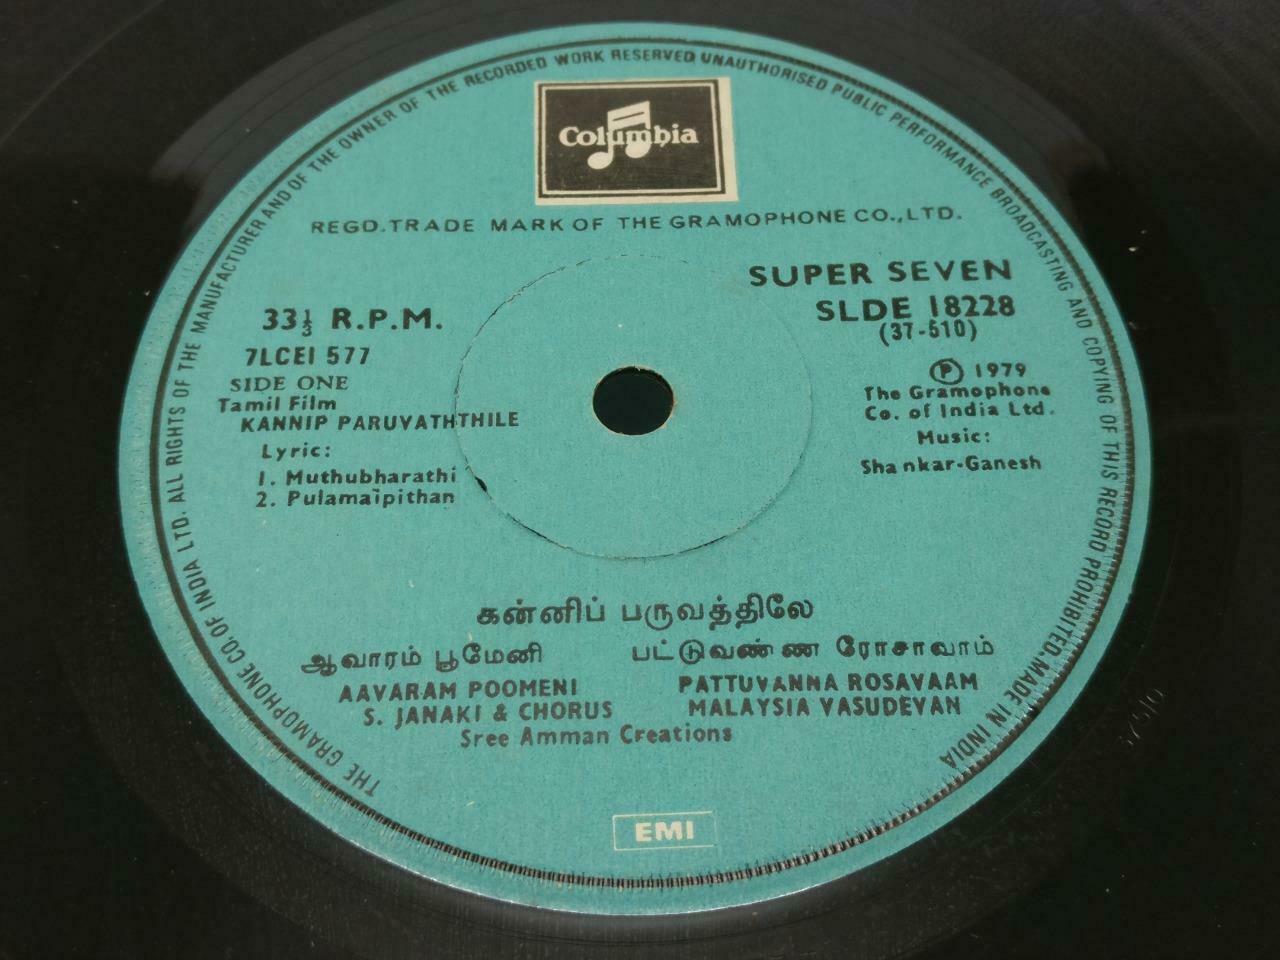 THE GRAMOPHONE CO. OF INDIA LTD. ALL RIGHTS OF THE MANUFACTURER AND OF THE OWNER OF THE RECORDED WORK RESERVED UNAUTHORISED PUBLIC PERFORMANCE BROADCASTING AND COPYING OF THIS RECORD PROHIBITED. MADE IN INDIA
Columbia
REGD. TRADE MARK OF THE GRAMOPHONE CO., LTD.
SUPER SEVEN
33⅓ R.P.M.
SLDE 18228
(37-510)
7LCEI 577
SIDE ONE
Ⓟ 1979
Tamil Film
The Gramophone
KANNIP PARUVATHTHILE
Co. of India Ltd.
Lyric:
Music:
1. Muthubharathi
Shankar-Ganesh
2. Pulamaipithan
கன்னிப் பருவத்திலே
ஆவாரம் பூமேனி பட்டுவண்ண ரோசாவாம்
AAVARAM POOMENI PATTUVANNA ROSAVAAM
S. JANAKI & CHORUS MALAYSIA VASUDEVAN
Sree Amman Creations
EMI
37510